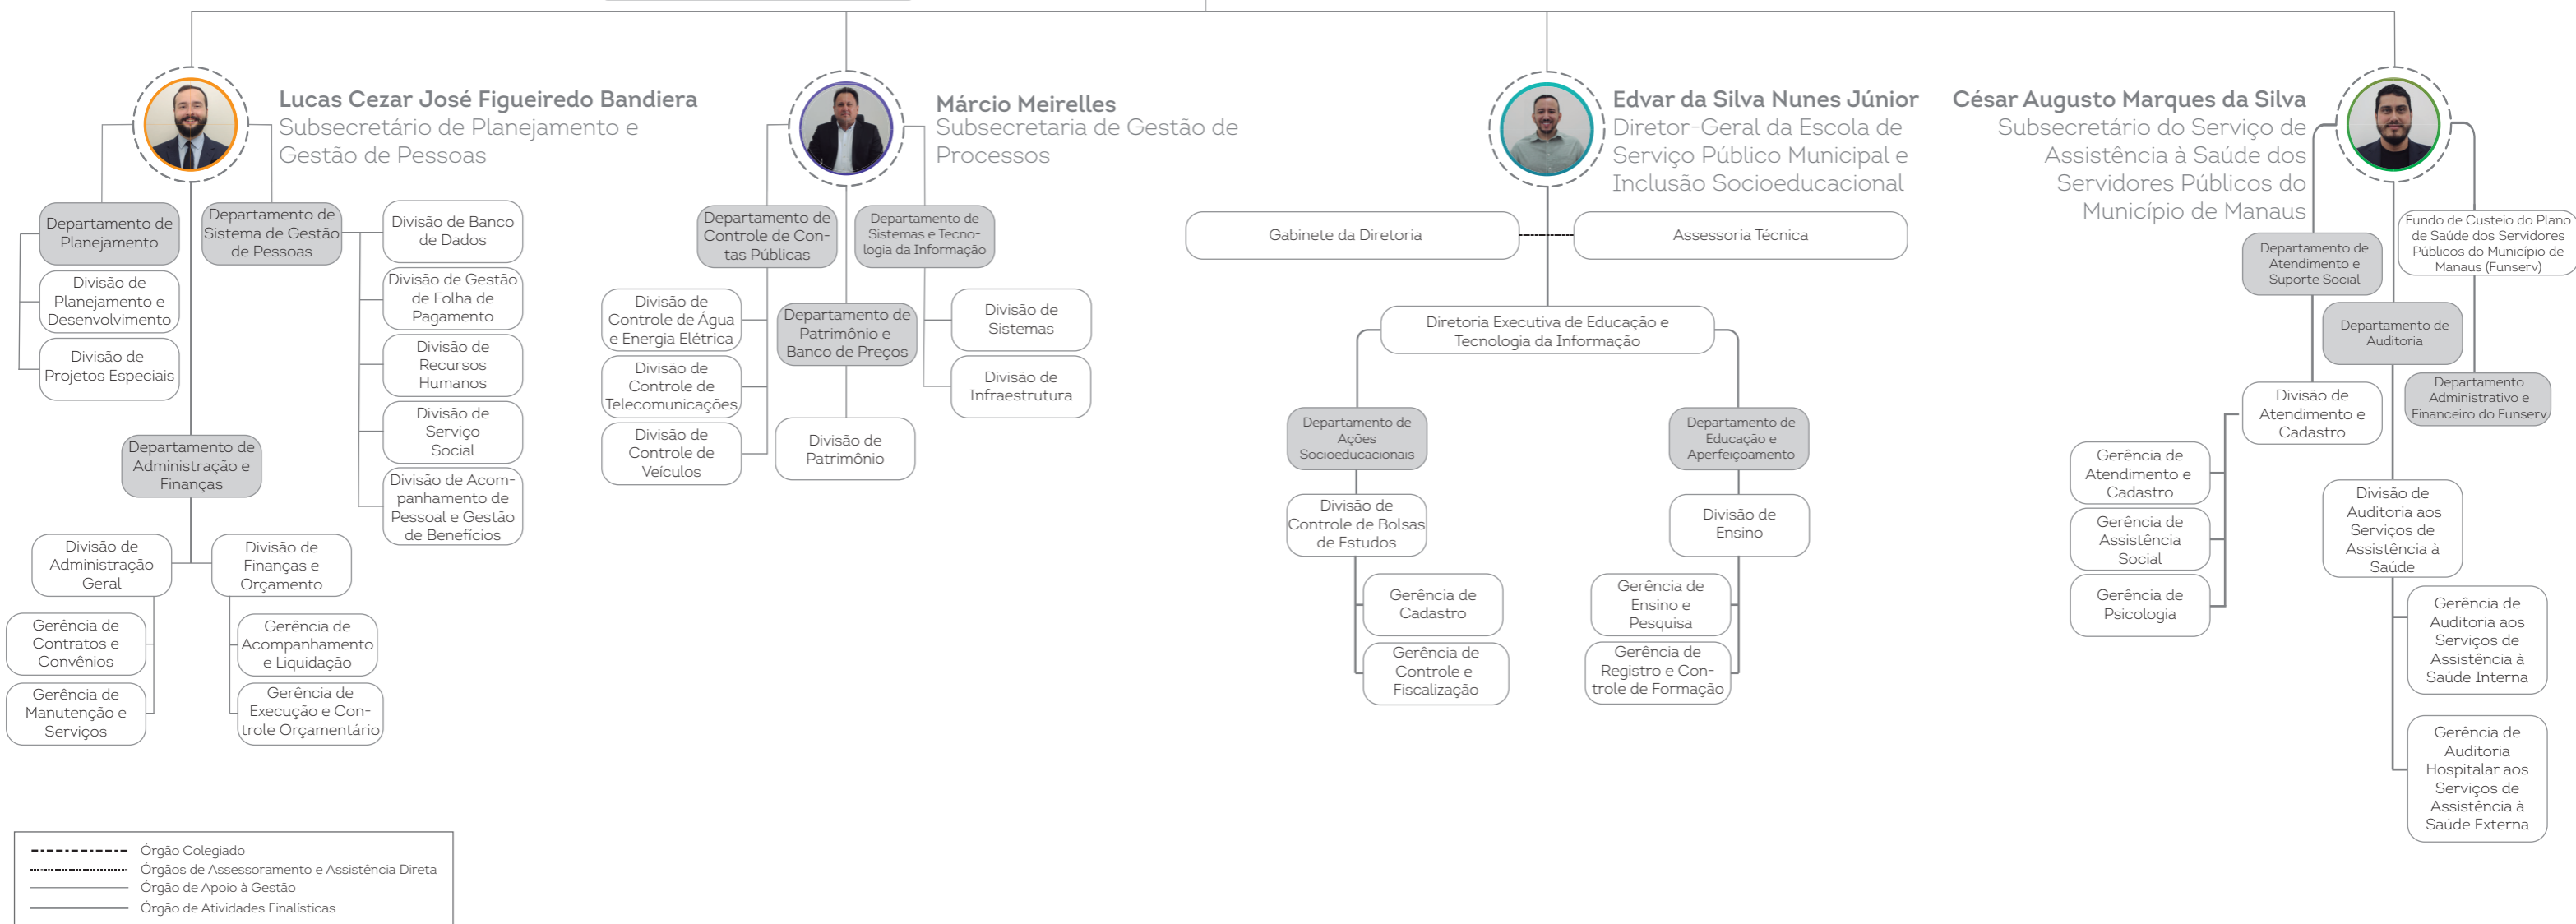 Lucas Cezar José Figueiredo Bandiera
Subsecretário de Planejamento e
Gestão de Pessoas
Departamento de
Planejamento
Divisão de
Planejamento e
Desenvolvimento
Divisão de
Projetos Especiais
Departamento de
Sistema de Gestão
de Pessoas
Divisão de Banco
de Dados
Divisão de Gestão
de Folha de
Pagamento
Divisão de
Recursos
Humanos
Divisão de
Serviço
Social
Divisão de Acom-
panhamento de
Pessoal e Gestão
de Benefícios
Departamento de
Administração e
Finanças
Divisão de
Administração
Geral
Gerência de
Contratos e
Convênios
Gerência de
Manutenção e
Serviços
Divisão de
Finanças e
Orçamento
Gerência de
Acompanhamento
e Liquidação
Gerência de
Execução e Con-
trole Orçamentário
Márcio Meirelles
Subsecretaria de Gestão de
Processos
Departamento de
Controle de Con-
tas Públicas
Divisão de
Controle de Água
e Energia Elétrica
Divisão de
Controle de
Telecomunicações
Divisão de
Controle de
Veículos
Departamento de
Patrimônio e
Banco de Preços
Divisão de
Patrimônio
Departamento de
Sistemas e Tecno-
logia da Informação
Divisão de
Sistemas
Divisão de
Infraestrutura
Edvar da Silva Nunes Júnior
Diretor-Geral da Escola de
Serviço Público Municipal e
Inclusão Socioeducacional
Gabinete da Diretoria
Assessoria Técnica
Diretoria Executiva de Educação e
Tecnologia da Informação
Departamento de
Ações
Socioeducacionais
Divisão de
Controle de Bolsas
de Estudos
Gerência de
Cadastro
Gerência de
Controle e
Fiscalização
Departamento de
Educação e
Aperfeiçoamento
Divisão de
Ensino
Gerência de
Ensino e
Pesquisa
Gerência de
Registro e Con-
trole de Formação
César Augusto Marques da Silva
Subsecretário do Serviço de
Assistência à Saúde dos
Servidores Públicos do
Município de Manaus
Departamento de
Atendimento e
Suporte Social
Divisão de
Atendimento e
Cadastro
Gerência de
Atendimento e
Cadastro
Gerência de
Assistência
Social
Gerência de
Psicologia
Departamento de
Auditoria
Divisão de
Auditoria aos
Serviços de
Assistência à
Saúde
Gerência de
Auditoria aos
Serviços de
Assistência à
Saúde Interna
Gerência de
Auditoria
Hospitalar aos
Serviços de
Assistência à
Saúde Externa
Fundo de Custeio do Plano
de Saúde dos Servidores
Públicos do Município de
Manaus (Funserv)
Departamento
Administrativo e
Financeiro do Funserv
Órgão Colegiado
Órgãos de Assessoramento e Assistência Direta
Órgão de Apoio à Gestão
Órgão de Atividades Finalísticas